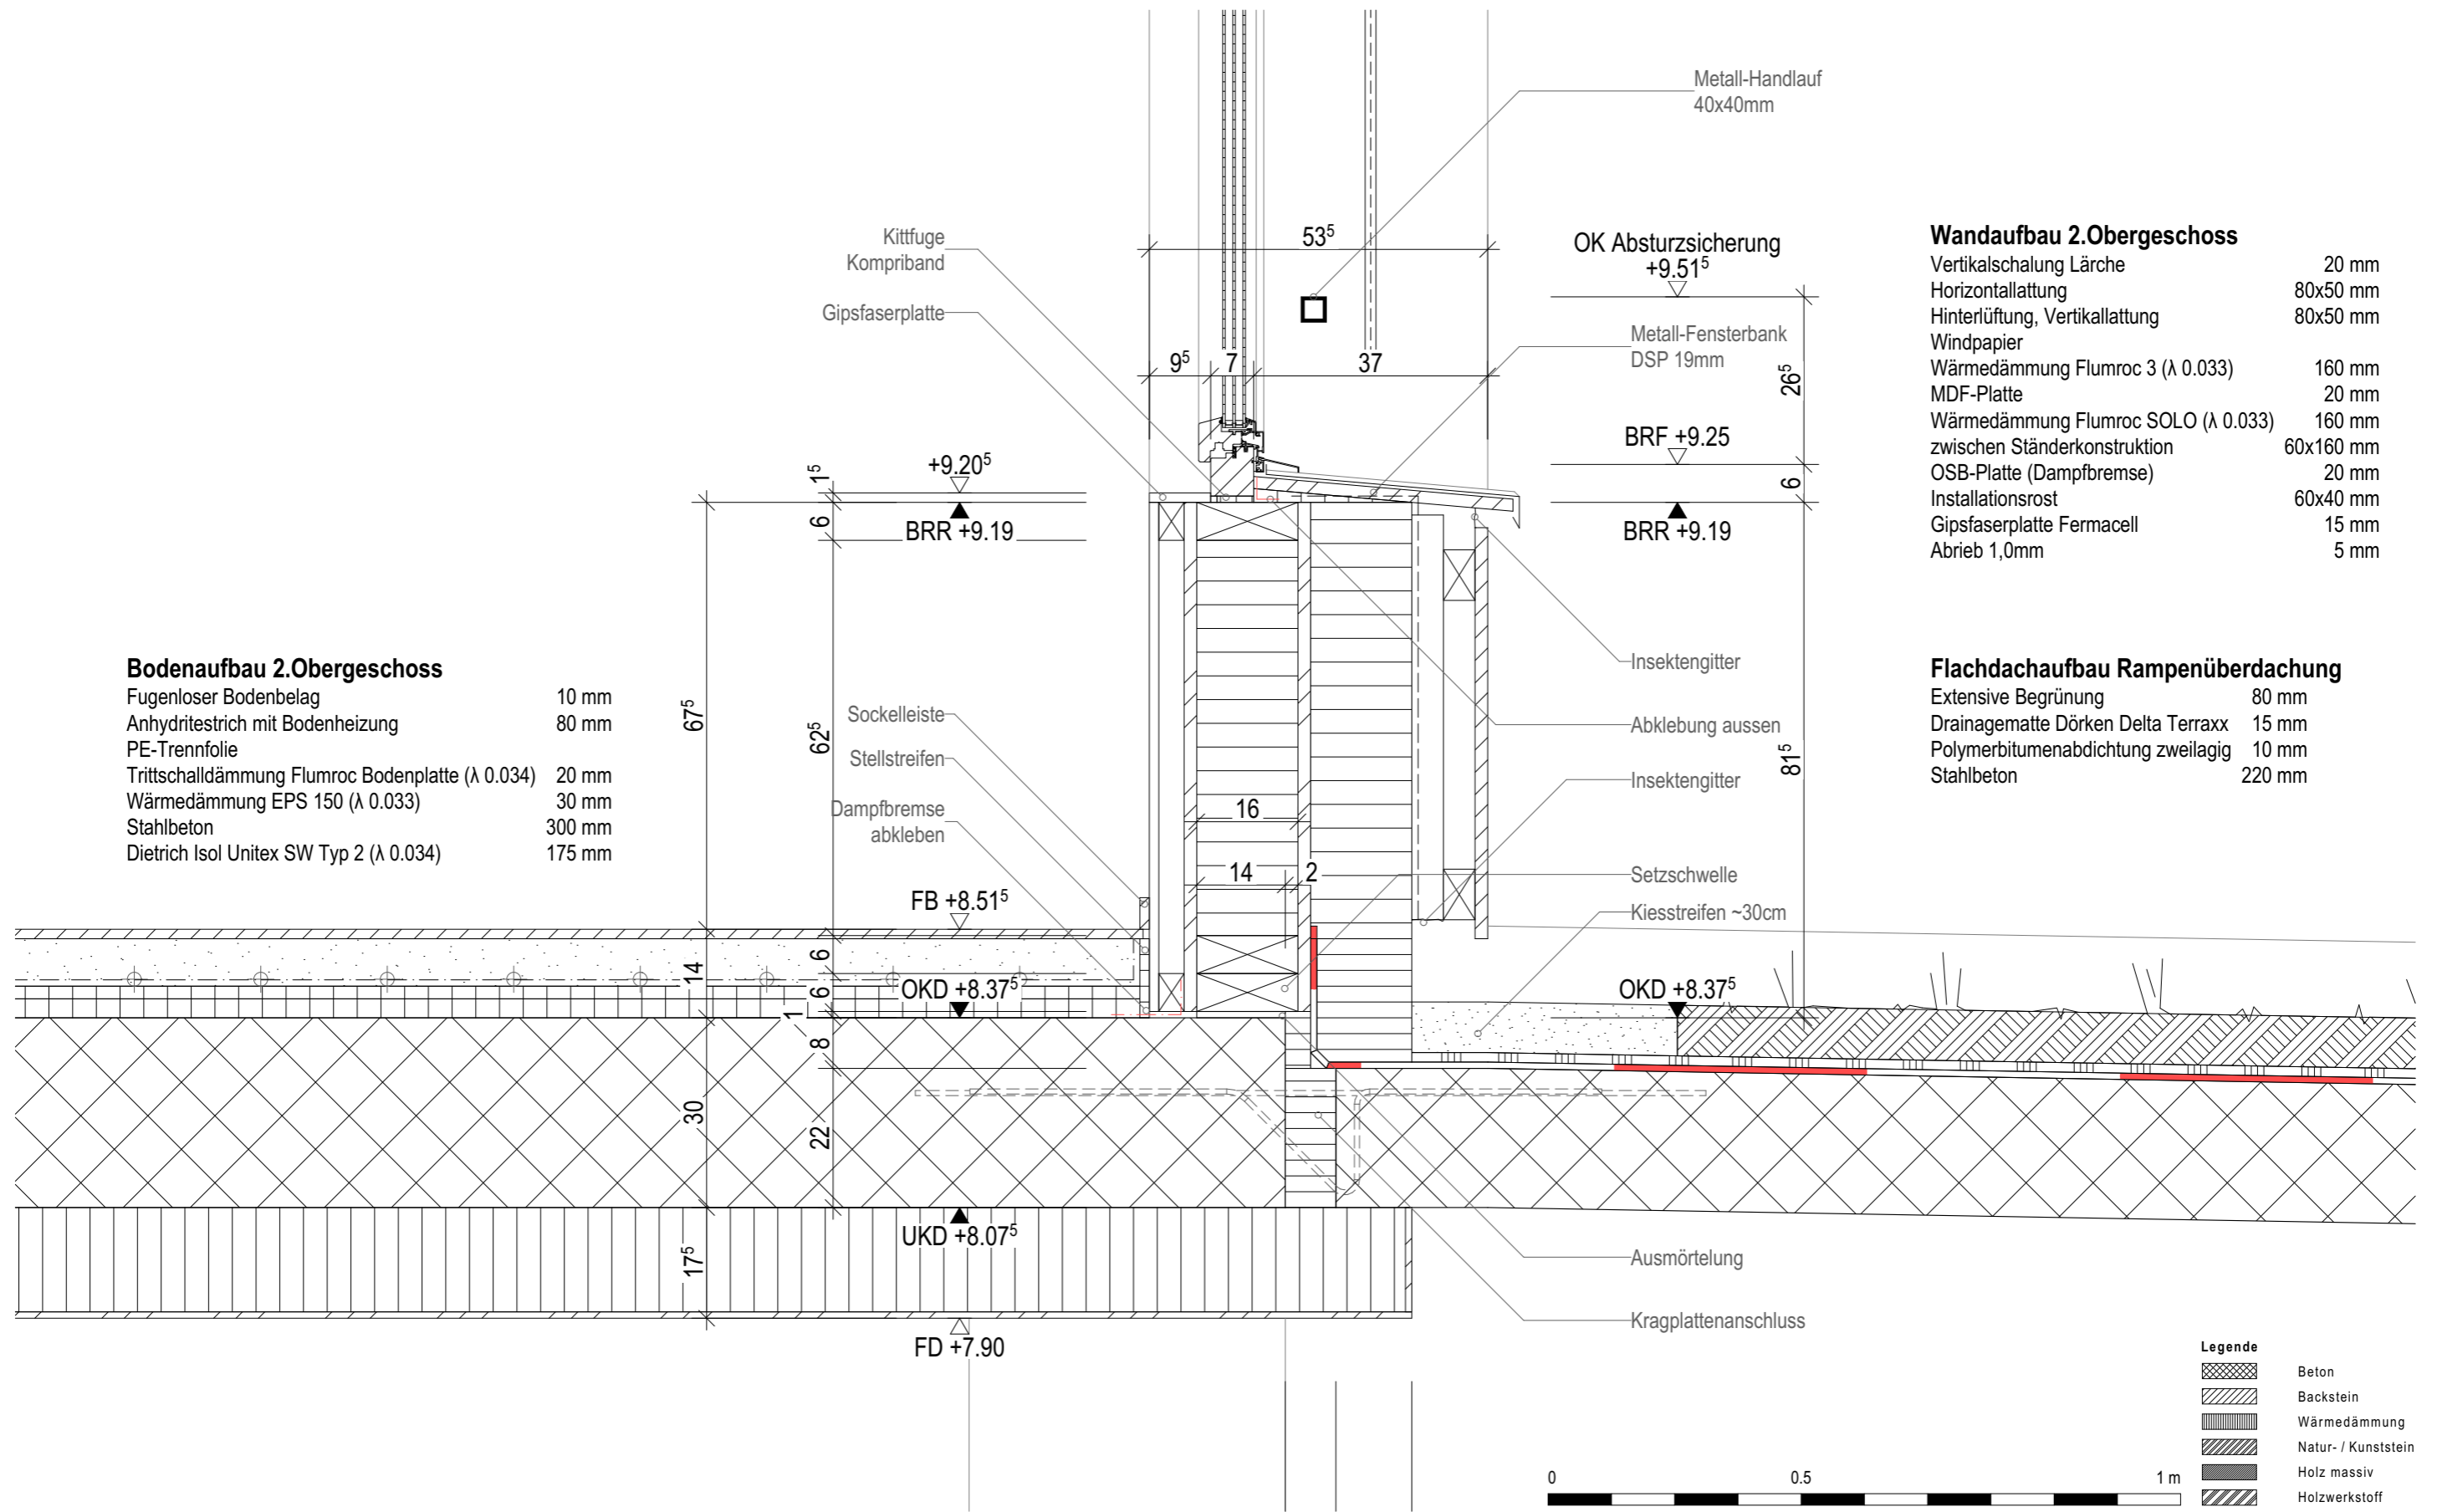 Metall-Handlauf
40x40mm
Kittfuge
Kompriband
Gipsfaserplatte
53⁵
9⁵ 7 37
OK Absturzsicherung
+9.51⁵
Metall-Fensterbank
DSP 19mm
26⁵
BRF +9.25
6
BRR +9.19
81⁵
Wandaufbau 2.Obergeschoss
Vertikalschalung Lärche 20 mm
Horizontallattung 80x50 mm
Hinterlüftung, Vertikallattung 80x50 mm
Windpapier
Wärmedämmung Flumroc 3 (λ 0.033) 160 mm
MDF-Platte 20 mm
Wärmedämmung Flumroc SOLO (λ 0.033) 160 mm
zwischen Ständerkonstruktion 60x160 mm
OSB-Platte (Dampfbremse) 20 mm
Installationsrost 60x40 mm
Gipsfaserplatte Fermacell 15 mm
Abrieb 1,0mm 5 mm
+9.20⁵
BRR +9.19
1⁵
6
62⁵
67⁵
Bodenaufbau 2.Obergeschoss
Fugenloser Bodenbelag 10 mm
Anhydritestrich mit Bodenheizung 80 mm
PE-Trennfolie
Trittschalldämmung Flumroc Bodenplatte (λ 0.034) 20 mm
Wärmedämmung EPS 150 (λ 0.033) 30 mm
Stahlbeton 300 mm
Dietrich Isol Unitex SW Typ 2 (λ 0.034) 175 mm
Sockelleiste
Stellstreifen
Dampfbremse
abkleben
16
14 2
Insektengitter
Abklebung aussen
Insektengitter
Setzschwelle
Kiesstreifen ~30cm
Flachdachaufbau Rampenüberdachung
Extensive Begrünung 80 mm
Drainagematte Dörken Delta Terraxx 15 mm
Polymerbitumenabdichtung zweilagig 10 mm
Stahlbeton 220 mm
FB +8.51⁵
OKD +8.37⁵
OKD +8.37⁵
14
6
6
1
8
30
22
17⁵
UKD +8.07⁵
FD +7.90
Ausmörtelung
Kragplattenanschluss
Legende
Beton
Backstein
Wärmedämmung
Natur- / Kunststein
Holz massiv
Holzwerkstoff
0 0.5 1 m